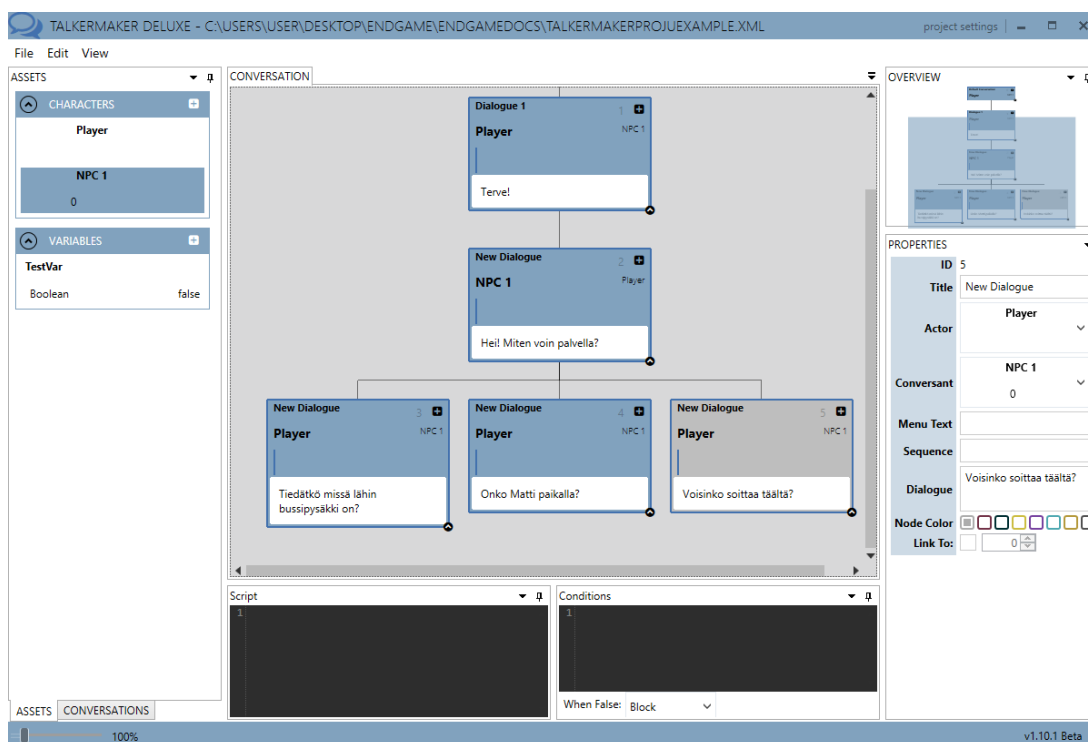 TALKERMAKER DELUXE - C:\USERS\USER\DESKTOP\ENDGAME\ENDGAMEDOCS\TALKERMAKERPROJUEXAMPLE.XML
project settings
File Edit View
ASSETS
CHARACTERS
Player
NPC 1
0
VARIABLES
TestVar
Boolean false
ASSETS CONVERSATIONS
100%
CONVERSATION
Dialogue 1 1
Player NPC 1
Terve!
New Dialogue 2
NPC 1 Player
Hei! Miten voin palvella?
New Dialogue 3
Player NPC 1
Tiedätkö missä lähin
bussipysäkki on?
New Dialogue 4
Player NPC 1
Onko Matti paikalla?
New Dialogue 5
Player NPC 1
Voisinko soittaa täältä?
Script
1
Conditions
1
When False: Block
OVERVIEW
PROPERTIES
ID 5
Title New Dialogue
Actor Player
Conversant NPC 1
0
Menu Text
Sequence
Dialogue Voisinko soittaa täältä?
Node Color
Link To: 0
v1.10.1 Beta